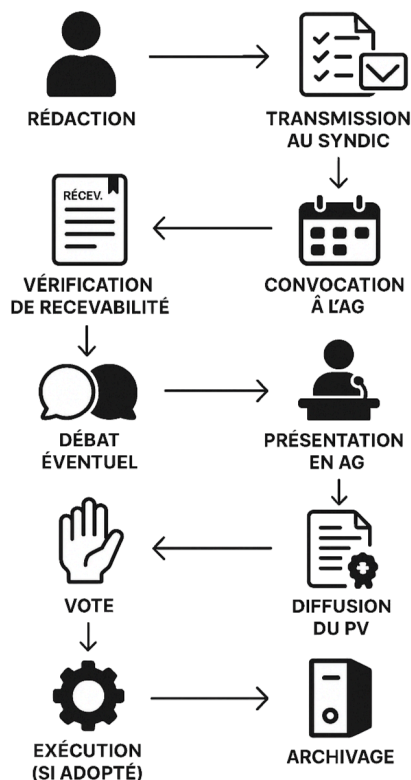 RÉDACTION
TRANSMISSION
AU SYNDIC
RÉCEV.
VÉRIFICATION
DE RECEVABILITÉ
CONVOCATION
Â L'AG
DÉBAT
ÉVENTUEL
PRÉSENTATION
EN AG
VOTE
DIFFUSION
DU PV
EXÉCUTION
(SI ADOPTÉ)
ARCHIVAGE